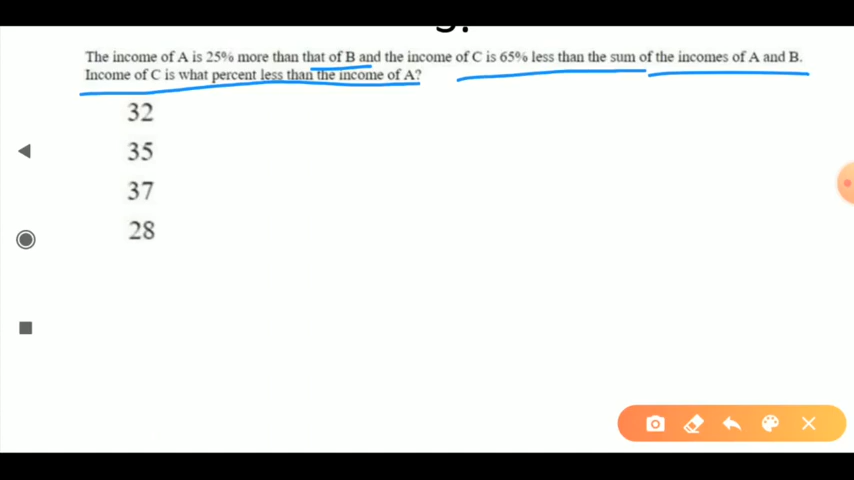 The income of A is 25% more than that of B and the income of C is 65% less than the sum of the incomes of A and B.
Income of C is what percent less than the income of A?
32
35
37
28